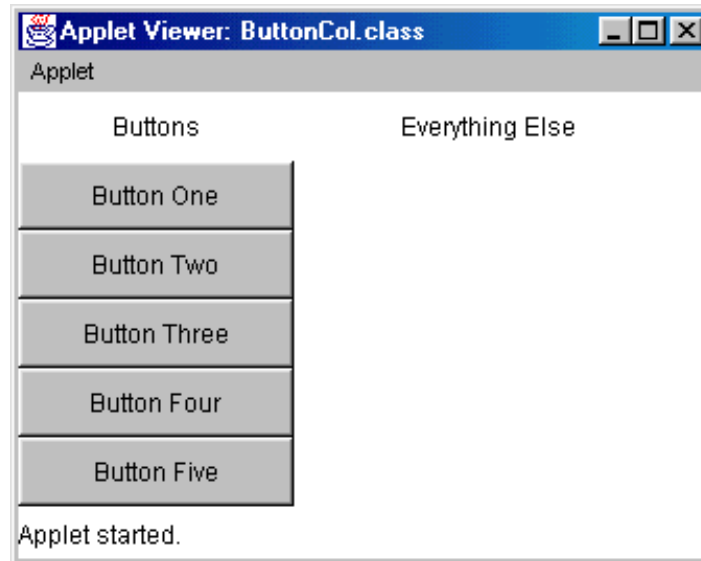 Applet Viewer: ButtonCol.class
Applet
Buttons Everything Else
Button One
Button Two
Button Three
Button Four
Button Five
Applet started.